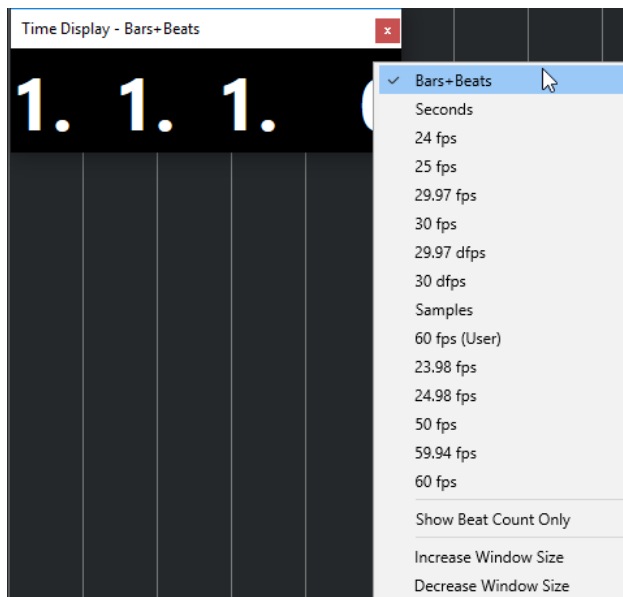 Time Display - Bars+Beats
x
1. 1. 1. 0
Bars+Beats
Seconds
24 fps
25 fps
29.97 fps
30 fps
29.97 dfps
30 dfps
Samples
60 fps (User)
23.98 fps
24.98 fps
50 fps
59.94 fps
60 fps
Show Beat Count Only
Increase Window Size
Decrease Window Size